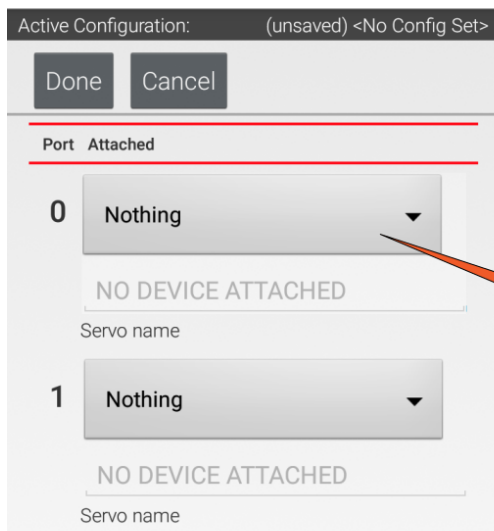 Active Configuration: (unsaved) <No Config Set>
Done Cancel
Port Attached
0 Nothing
NO DEVICE ATTACHED
Servo name
1 Nothing
NO DEVICE ATTACHED
Servo name